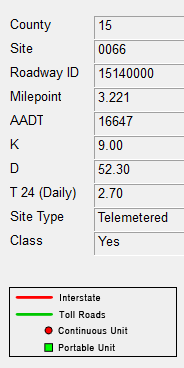 County 15
Site 0066
Roadway ID 15140000
Milepoint 3.221
AADT 16647
K 9.00
D 52.30
T 24 (Daily) 2.70
Site Type Telemetered
Class Yes
Interstate
Toll Roads
Continuous Unit
Portable Unit